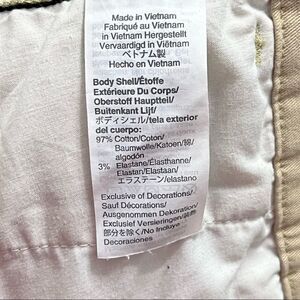 Made in Vietnam
Fabriqué au Vietnam
in Vietnam Hergestellt
Vervaardigd in Viëtnam
ベトナム製
Hecho en Vietnam
Body Shell/Étoffe
Extérieure Du Corps/
Oberstoff Hauptteil/
Buitenkant Lijf/
ボディシェル/tela exterior
del cuerpo:
97% Cotton/Coton/
Baumwolle/Katoen/綿/
algodón
3% Elastane/Élasthanne/
Elastan/Elastaan/
エラステーン/elastano
Exclusive of Decorations/
Sauf Décorations/
Ausgenommen Dekoration/
Exclusief Versieringen/装飾
部分を除く/No Incluye
Decoraciones